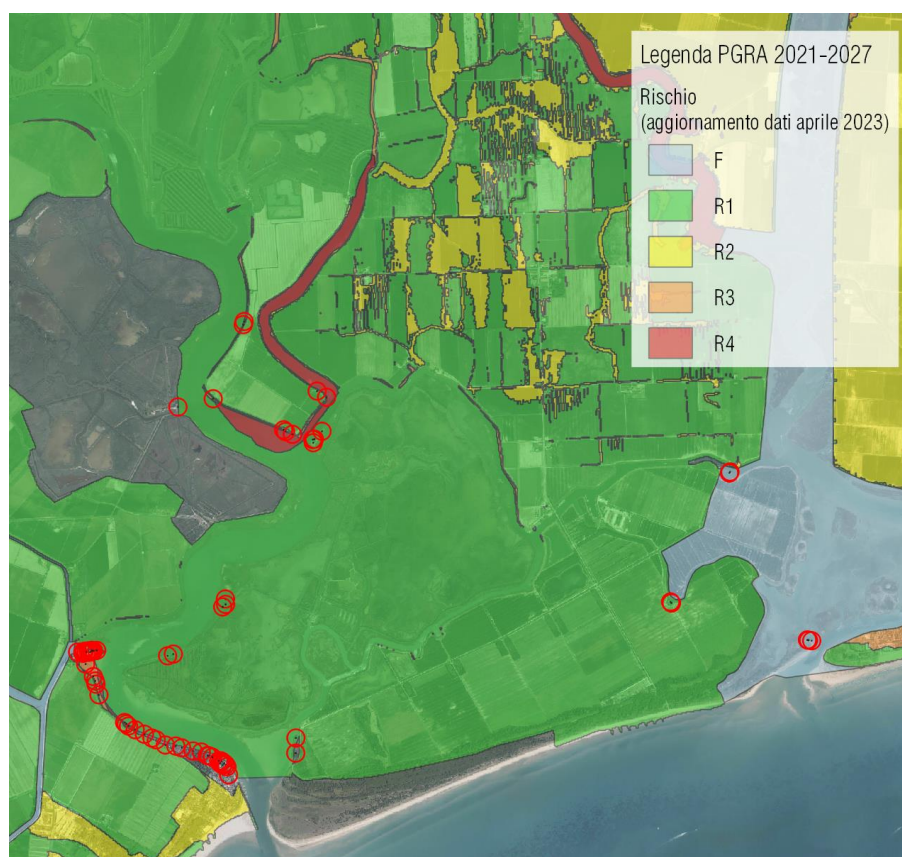 Legenda PGRA 2021-2027
Rischio
(aggiornamento dati aprile 2023)
F
R1
R2
R3
R4